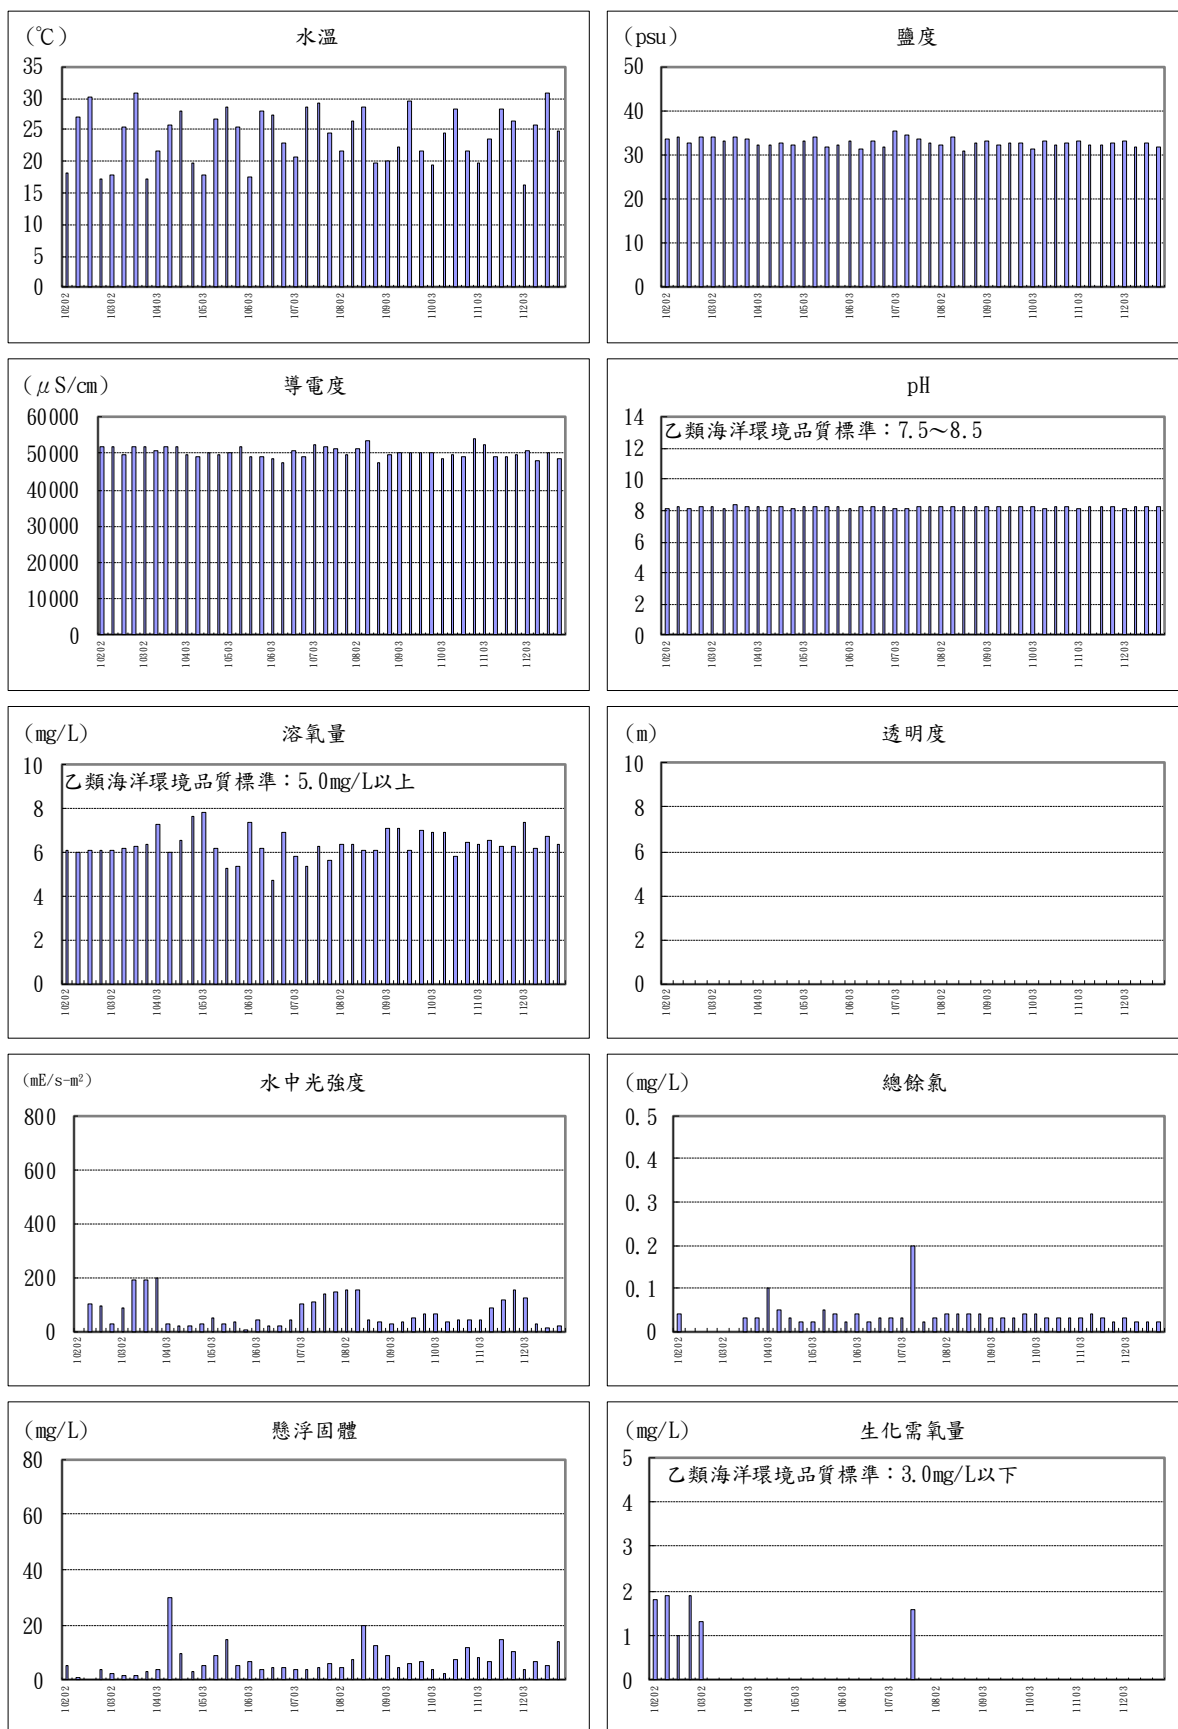 (℃) 水溫
35
30
25
20
15
10
5
0
10202 10302 10403 10503 10603 10703 10802 10903 11003 11103 11203
(psu) 鹽度
50
40
30
20
10
0
10202 10302 10403 10503 10603 10703 10802 10903 11003 11103 11203
(μS/cm) 導電度
60000
50000
40000
30000
20000
10000
0
10202 10302 10403 10503 10603 10703 10802 10903 11003 11103 11203
pH
14
乙類海洋環境品質標準：7.5～8.5
12
10
8
6
4
2
0
10202 10302 10403 10503 10603 10703 10802 10903 11003 11103 11203
(mg/L) 溶氧量
10
乙類海洋環境品質標準：5.0mg/L以上
8
6
4
2
0
10202 10302 10403 10503 10603 10703 10802 10903 11003 11103 11203
(m) 透明度
10
8
6
4
2
0
10202 10302 10403 10503 10603 10703 10802 10903 11003 11103 11203
(mE/s-m²) 水中光強度
800
600
400
200
0
10202 10302 10403 10503 10603 10703 10802 10903 11003 11103 11203
(mg/L) 總餘氯
0.5
0.4
0.3
0.2
0.1
0
10202 10302 10403 10503 10603 10703 10802 10903 11003 11103 11203
(mg/L) 懸浮固體
80
60
40
20
0
10202 10302 10403 10503 10603 10703 10802 10903 11003 11103 11203
(mg/L) 生化需氧量
5
乙類海洋環境品質標準：3.0mg/L以下
4
3
2
1
0
10202 10302 10403 10503 10603 10703 10802 10903 11003 11103 11203